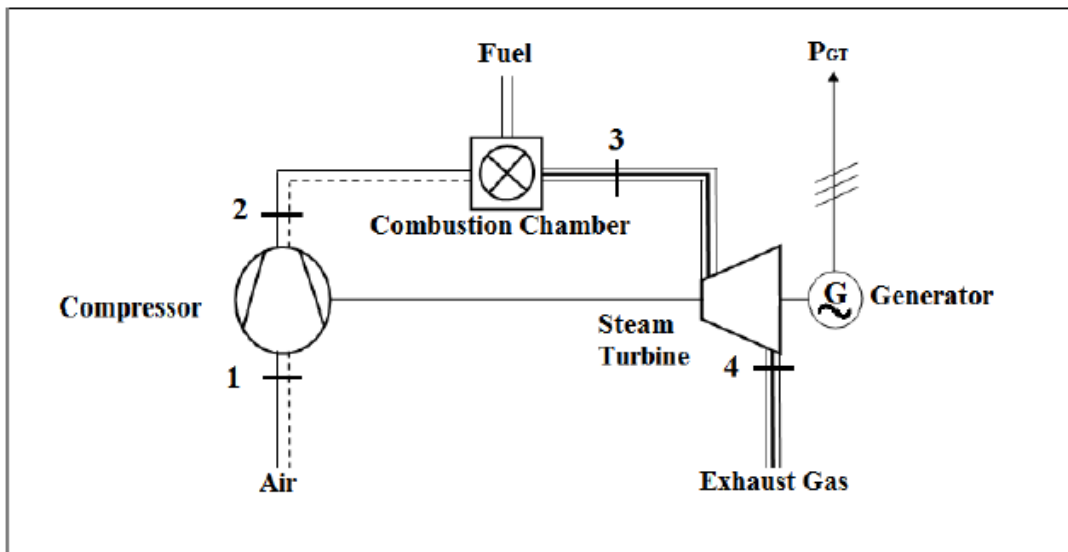 Fuel
PGT
3
2
Combustion Chamber
Compressor
G
Generator
Steam
Turbine
1
4
Air
Exhaust Gas